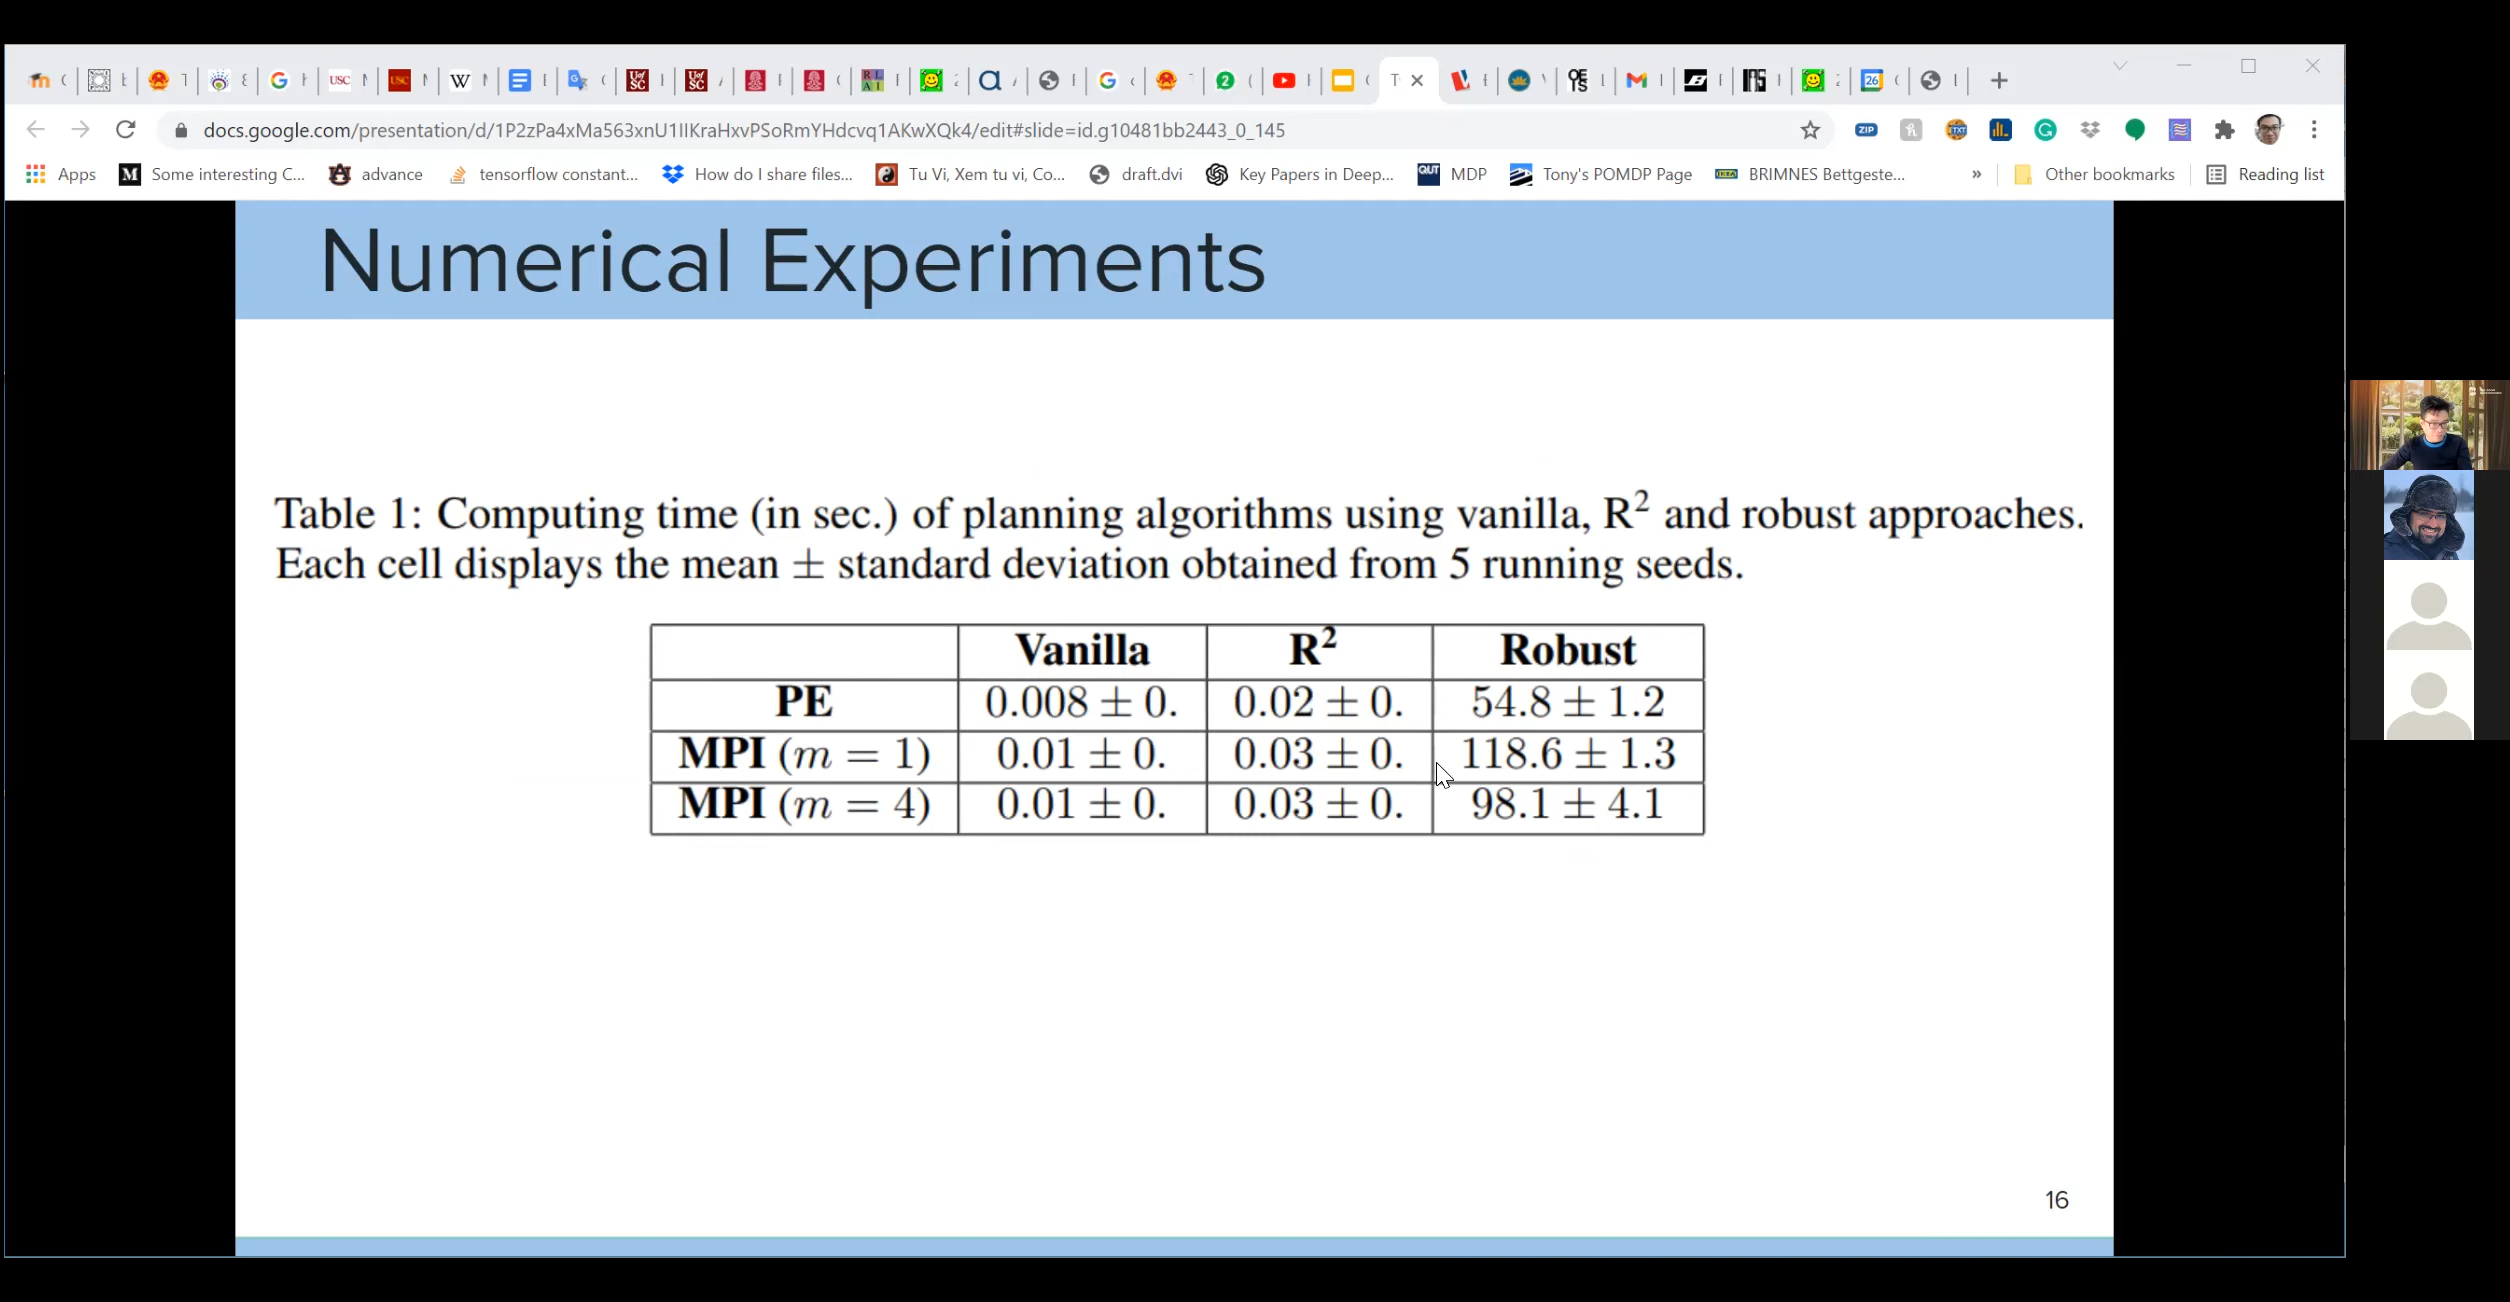 docs.google.com/presentation/d/1P2zPa4xMa563xnU1IIKraHxvPSoRmYHdcvq1AKwXQk4/edit#slide=id.g10481bb2443_0_145
Apps Some interesting C... advance tensorflow constant... How do I share files... Tu Vi, Xem tu vi, Co... draft.dvi Key Papers in Deep... MDP Tony's POMDP Page BRIMNES Bettgeste... » Other bookmarks Reading list
Numerical Experiments
Table 1: Computing time (in sec.) of planning algorithms using vanilla, R² and robust approaches.
Each cell displays the mean ± standard deviation obtained from 5 running seeds.
Vanilla R² Robust
PE 0.008 ± 0. 0.02 ± 0. 54.8 ± 1.2
MPI (m = 1) 0.01 ± 0. 0.03 ± 0. 118.6 ± 1.3
MPI (m = 4) 0.01 ± 0. 0.03 ± 0. 98.1 ± 4.1
16